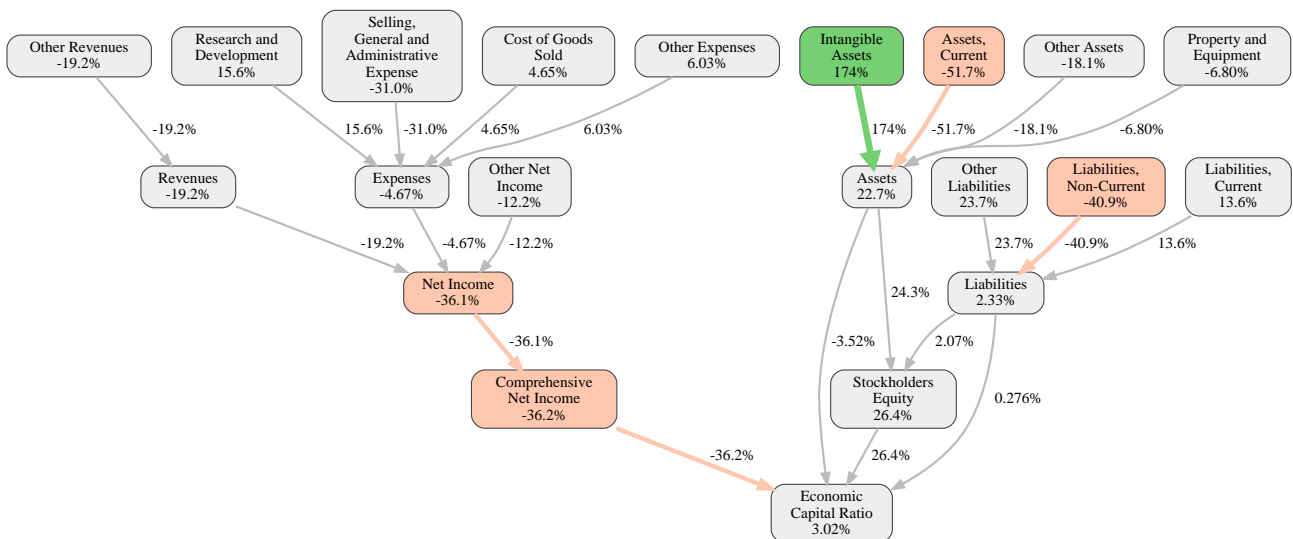 Other Revenues
-19.2%
Research and
Development
15.6%
Selling,
General and
Administrative
Expense
-31.0%
Cost of Goods
Sold
4.65%
Other Expenses
6.03%
Intangible
Assets
174%
Assets,
Current
-51.7%
Other Assets
-18.1%
Property and
Equipment
-6.80%
-19.2%
15.6%
-31.0%
4.65%
6.03%
174%
-51.7%
-18.1%
-6.80%
Revenues
-19.2%
Expenses
-4.67%
Other Net
Income
-12.2%
Assets
22.7%
Other
Liabilities
23.7%
Liabilities,
Non-Current
-40.9%
Liabilities,
Current
13.6%
-19.2%
-4.67%
-12.2%
23.7%
-40.9%
13.6%
Net Income
-36.1%
Liabilities
2.33%
24.3%
-36.1%
-3.52%
2.07%
Comprehensive
Net Income
-36.2%
Stockholders
Equity
26.4%
0.276%
-36.2%
26.4%
Economic
Capital Ratio
3.02%